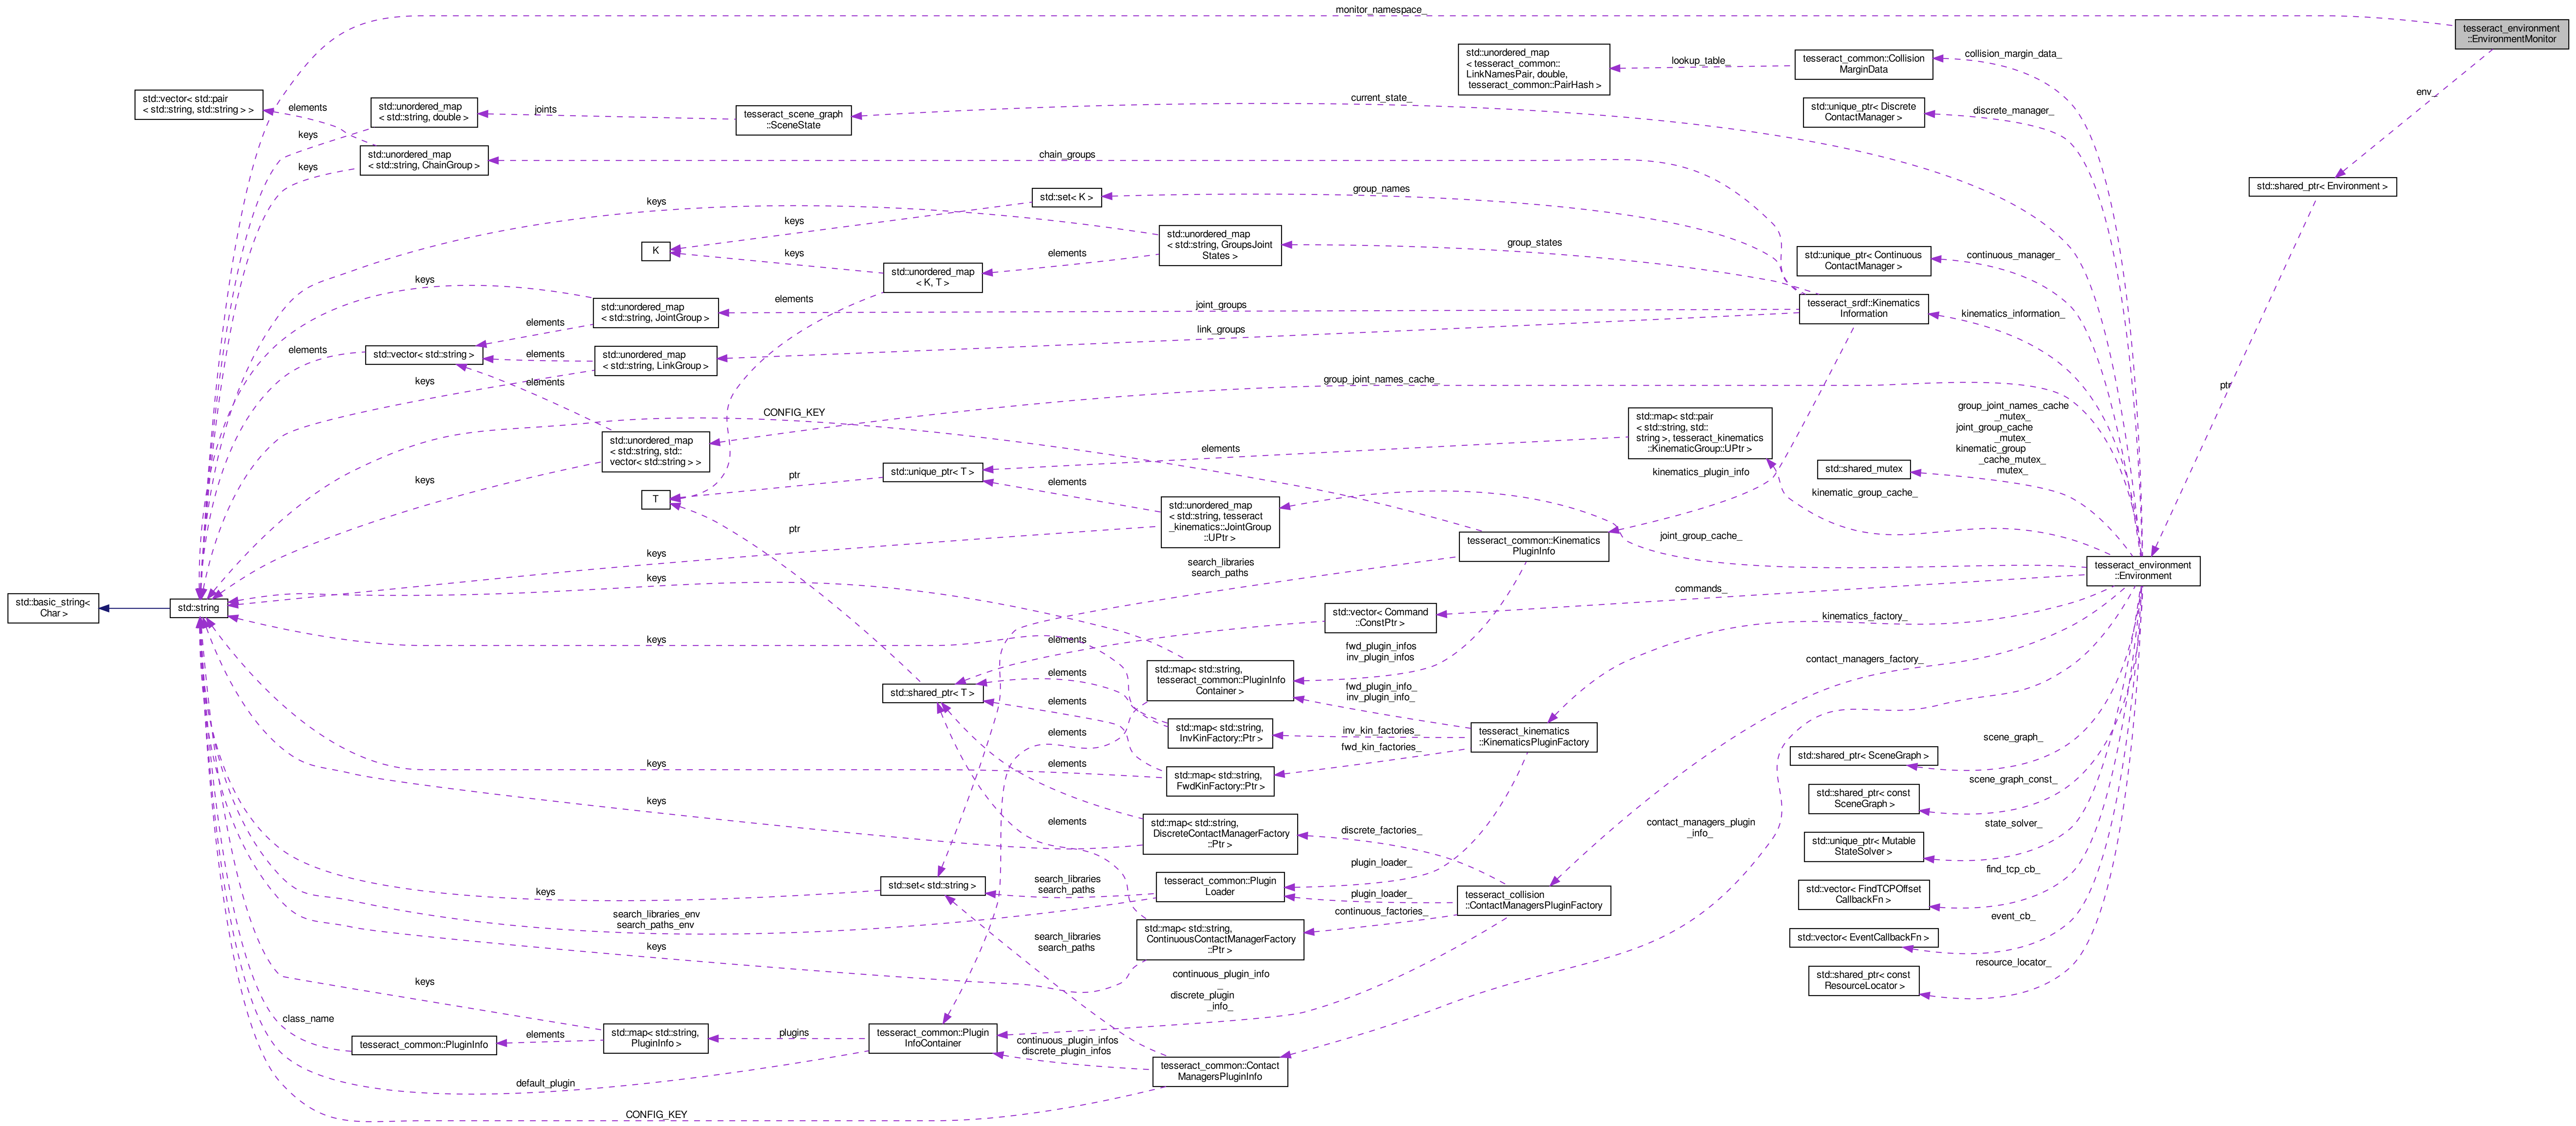 monitor_namespace_
tesseract_environment
::EnvironmentMonitor
env_
std::shared_ptr< Environment >
ptr
tesseract_environment
::Environment
collision_margin_data_
tesseract_common::Collision
MarginData
lookup_table_
std::unordered_map
< tesseract_common::
LinkNamesPair, double,
tesseract_common::PairHash >
discrete_manager_
std::unique_ptr< Discrete
ContactManager >
current_state_
tesseract_scene_graph
::SceneState
joints
std::unordered_map
< std::string, double >
keys
std::vector< std::pair
< std::string, std::string > >
elements
std::unordered_map
< std::string, ChainGroup >
keys
chain_groups
group_names
std::set< K >
keys
K
keys
std::unordered_map
< K, T >
elements
elements
std::unordered_map
< std::string, GroupsJoint
States >
keys
group_states
continuous_manager_
std::unique_ptr< Continuous
ContactManager >
kinematics_information_
tesseract_srdf::Kinematics
Information
joint_groups
std::unordered_map
< std::string, JointGroup >
keys
elements
link_groups
std::unordered_map
< std::string, LinkGroup >
elements
keys
std::vector< std::string >
elements
elements
group_joint_names_cache_
std::unordered_map
< std::string, std::
vector< std::string > >
keys
CONFIG_KEY
kinematics_plugin_info
tesseract_common::Kinematics
PluginInfo
search_libraries
search_paths
std::map< std::pair
< std::string, std::
string >, tesseract_kinematics
::KinematicGroup::UPtr >
elements
kinematic_group_cache_
group_joint_names_cache
_mutex_
joint_group_cache
_mutex_
kinematic_group
_cache_mutex_
mutex_
std::shared_mutex
std::unique_ptr< T >
ptr
T
elements
std::unordered_map
< std::string, tesseract
_kinematics::JointGroup
::UPtr >
keys
joint_group_cache_
commands_
std::vector< Command
::ConstPtr >
elements
std::shared_ptr< T >
ptr
kinematics_factory_
tesseract_kinematics
::KinematicsPluginFactory
fwd_plugin_infos
inv_plugin_infos
fwd_plugin_info_
inv_plugin_info_
std::map< std::string,
tesseract_common::PluginInfo
Container >
keys
elements
inv_kin_factories_
std::map< std::string,
InvKinFactory::Ptr >
elements
keys
fwd_kin_factories_
std::map< std::string,
FwdKinFactory::Ptr >
elements
keys
contact_managers_factory_
tesseract_collision
::ContactManagersPluginFactory
discrete_factories_
std::map< std::string,
DiscreteContactManagerFactory
::Ptr >
elements
keys
plugin_loader_
plugin_loader_
tesseract_common::Plugin
Loader
search_libraries
search_paths
search_libraries_env
search_paths_env
std::set< std::string >
keys
continuous_factories_
std::map< std::string,
ContinuousContactManagerFactory
::Ptr >
elements
keys
continuous_plugin_info
_
discrete_plugin
_info_
contact_managers_plugin
_info_
tesseract_common::Contact
ManagersPluginInfo
search_libraries
search_paths
continuous_plugin_infos
discrete_plugin_infos
CONFIG_KEY
tesseract_common::Plugin
InfoContainer
plugins
default_plugin
std::map< std::string,
PluginInfo >
elements
keys
tesseract_common::PluginInfo
class_name
std::string
std::basic_string<
Char >
scene_graph_
std::shared_ptr< SceneGraph >
scene_graph_const_
std::shared_ptr< const
SceneGraph >
state_solver_
std::unique_ptr< Mutable
StateSolver >
find_tcp_cb_
std::vector< FindTCPOffset
CallbackFn >
event_cb_
std::vector< EventCallbackFn >
resource_locator_
std::shared_ptr< const
ResourceLocator >